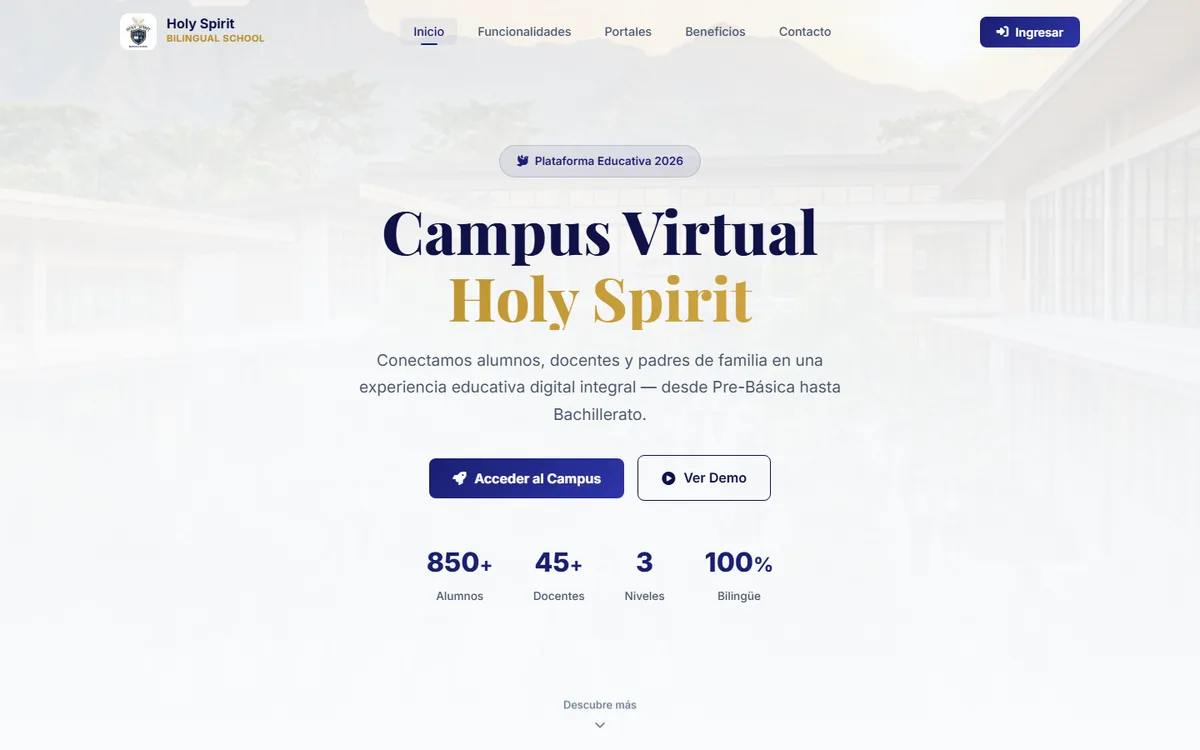 Holy Spirit
BILINGUAL SCHOOL
Inicio
Funcionalidades
Portales
Beneficios
Contacto
Ingresar
Plataforma Educativa 2026
Campus Virtual
Holy Spirit
Conectamos alumnos, docentes y padres de familia en una
experiencia educativa digital integral — desde Pre-Básica hasta
Bachillerato.
Acceder al Campus
Ver Demo
850+
Alumnos
45+
Docentes
3
Niveles
100%
Bilingüe
Descubre más